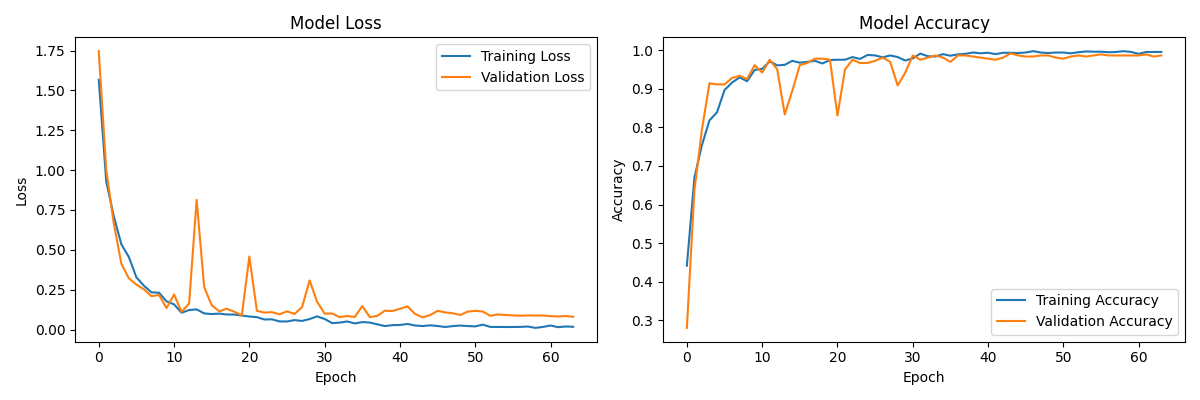 Model Loss
Training Loss
Validation Loss
1.75
1.50
1.25
1.00
0.75
0.50
0.25
0.00
Loss
0 10 20 30 40 50 60
Epoch
Model Accuracy
1.0
0.9
0.8
0.7
0.6
0.5
0.4
0.3
Accuracy
Training Accuracy
Validation Accuracy
0 10 20 30 40 50 60
Epoch